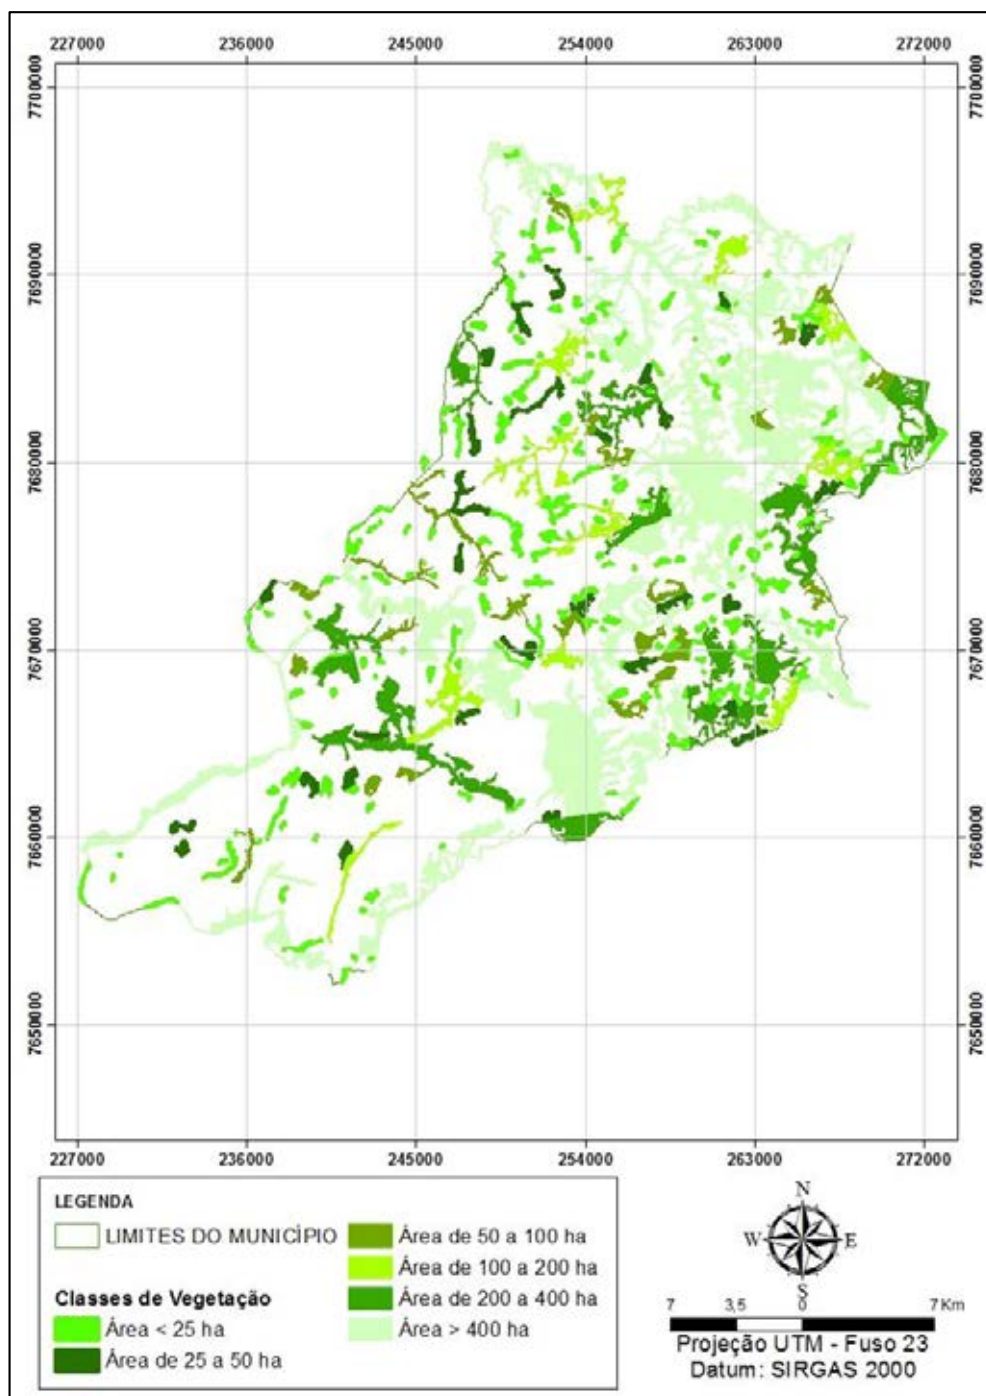 227000 236000 245000 254000 263000 272000
7700000 7700000
7690000 7690000
7680000 7680000
7670000 7670000
7660000 7660000
7650000 7650000
227000 236000 245000 254000 263000 272000
LEGENDA
LIMITES DO MUNICÍPIO
Classes de Vegetação
Área < 25 ha
Área de 25 a 50 ha
Área de 50 a 100 ha
Área de 100 a 200 ha
Área de 200 a 400 ha
Área > 400 ha
N
W E
S
7 3,5 0 7 Km
Projeção UTM - Fuso 23
Datum: SIRGAS 2000